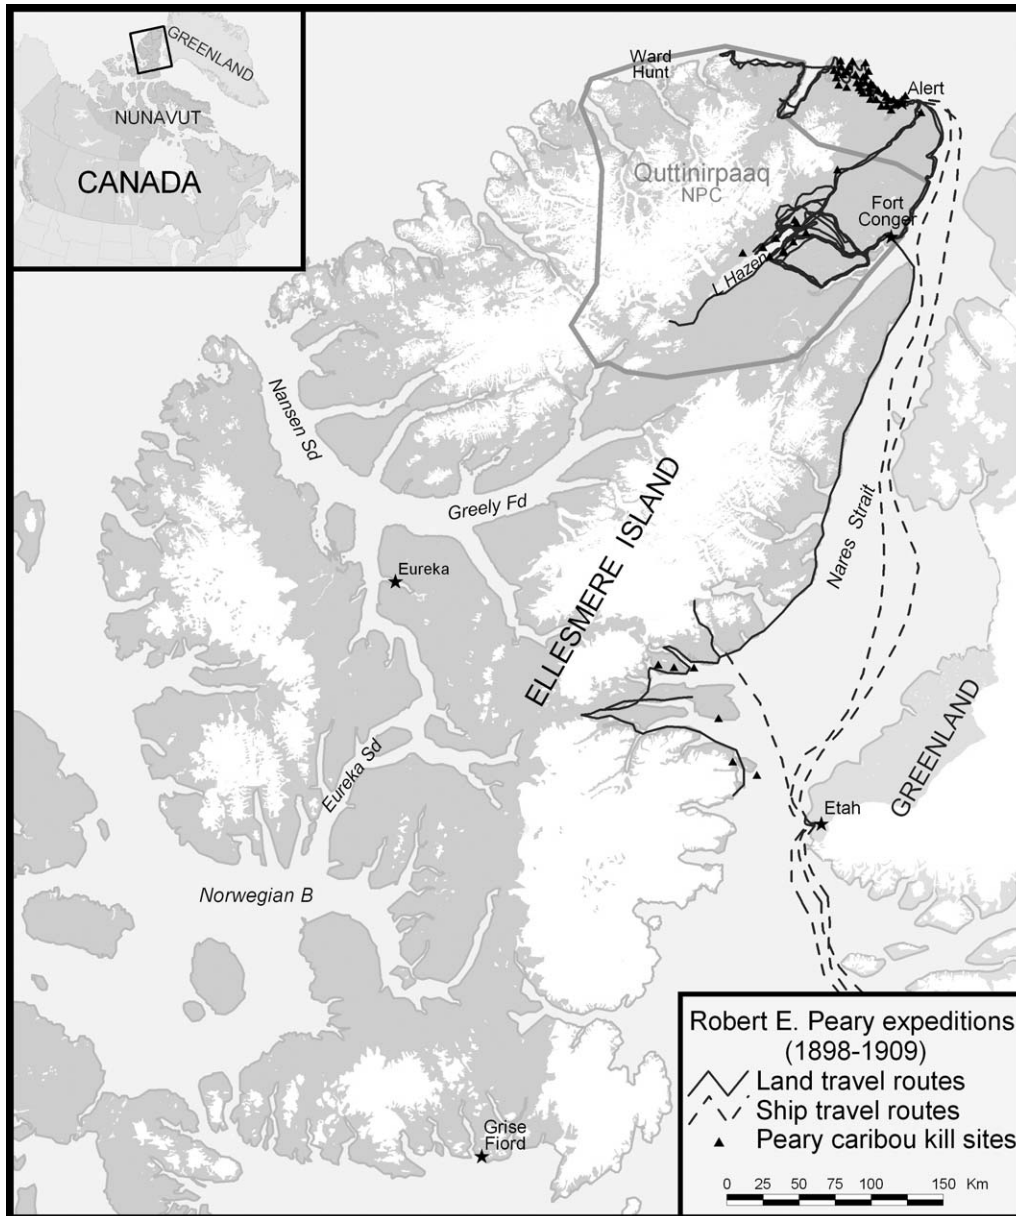 GREENLAND
NUNAVUT
CANADA
Ward
Hunt
Alert
Quttinirpaaq
NPC
Fort
Conger
L Hazen
Nansen Sd
Greely Fd
Eureka
ELLESMERE ISLAND
Nares Strait
Eureka Sd
GREENLAND
Etah
Norwegian B
Grise
Fiord
Robert E. Peary expeditions
(1898-1909)
Land travel routes
Ship travel routes
Peary caribou kill sites
0 25 50 75 100 150 Km